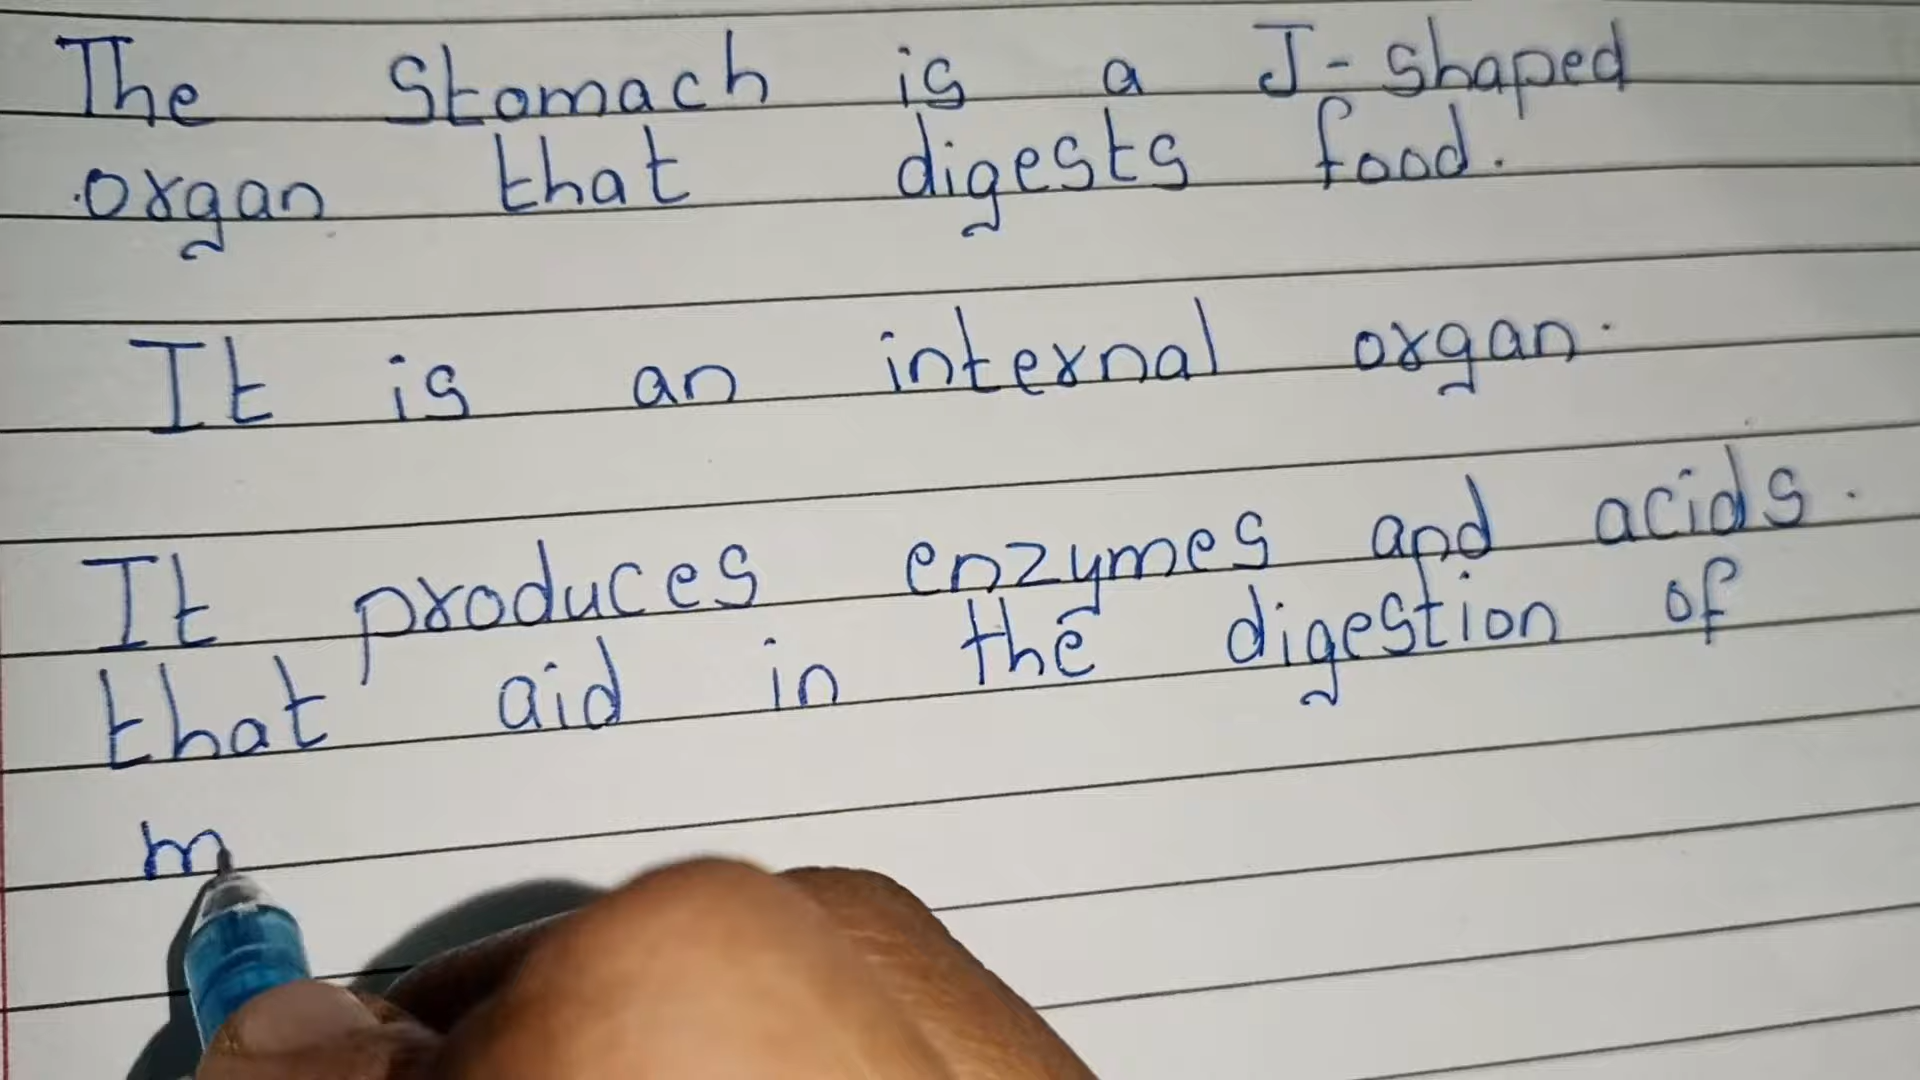 The Stomach is a J-shaped
organ that digests food.
It is an internal organ.
It produces enzymes and acids.
that aid in the digestion of
m